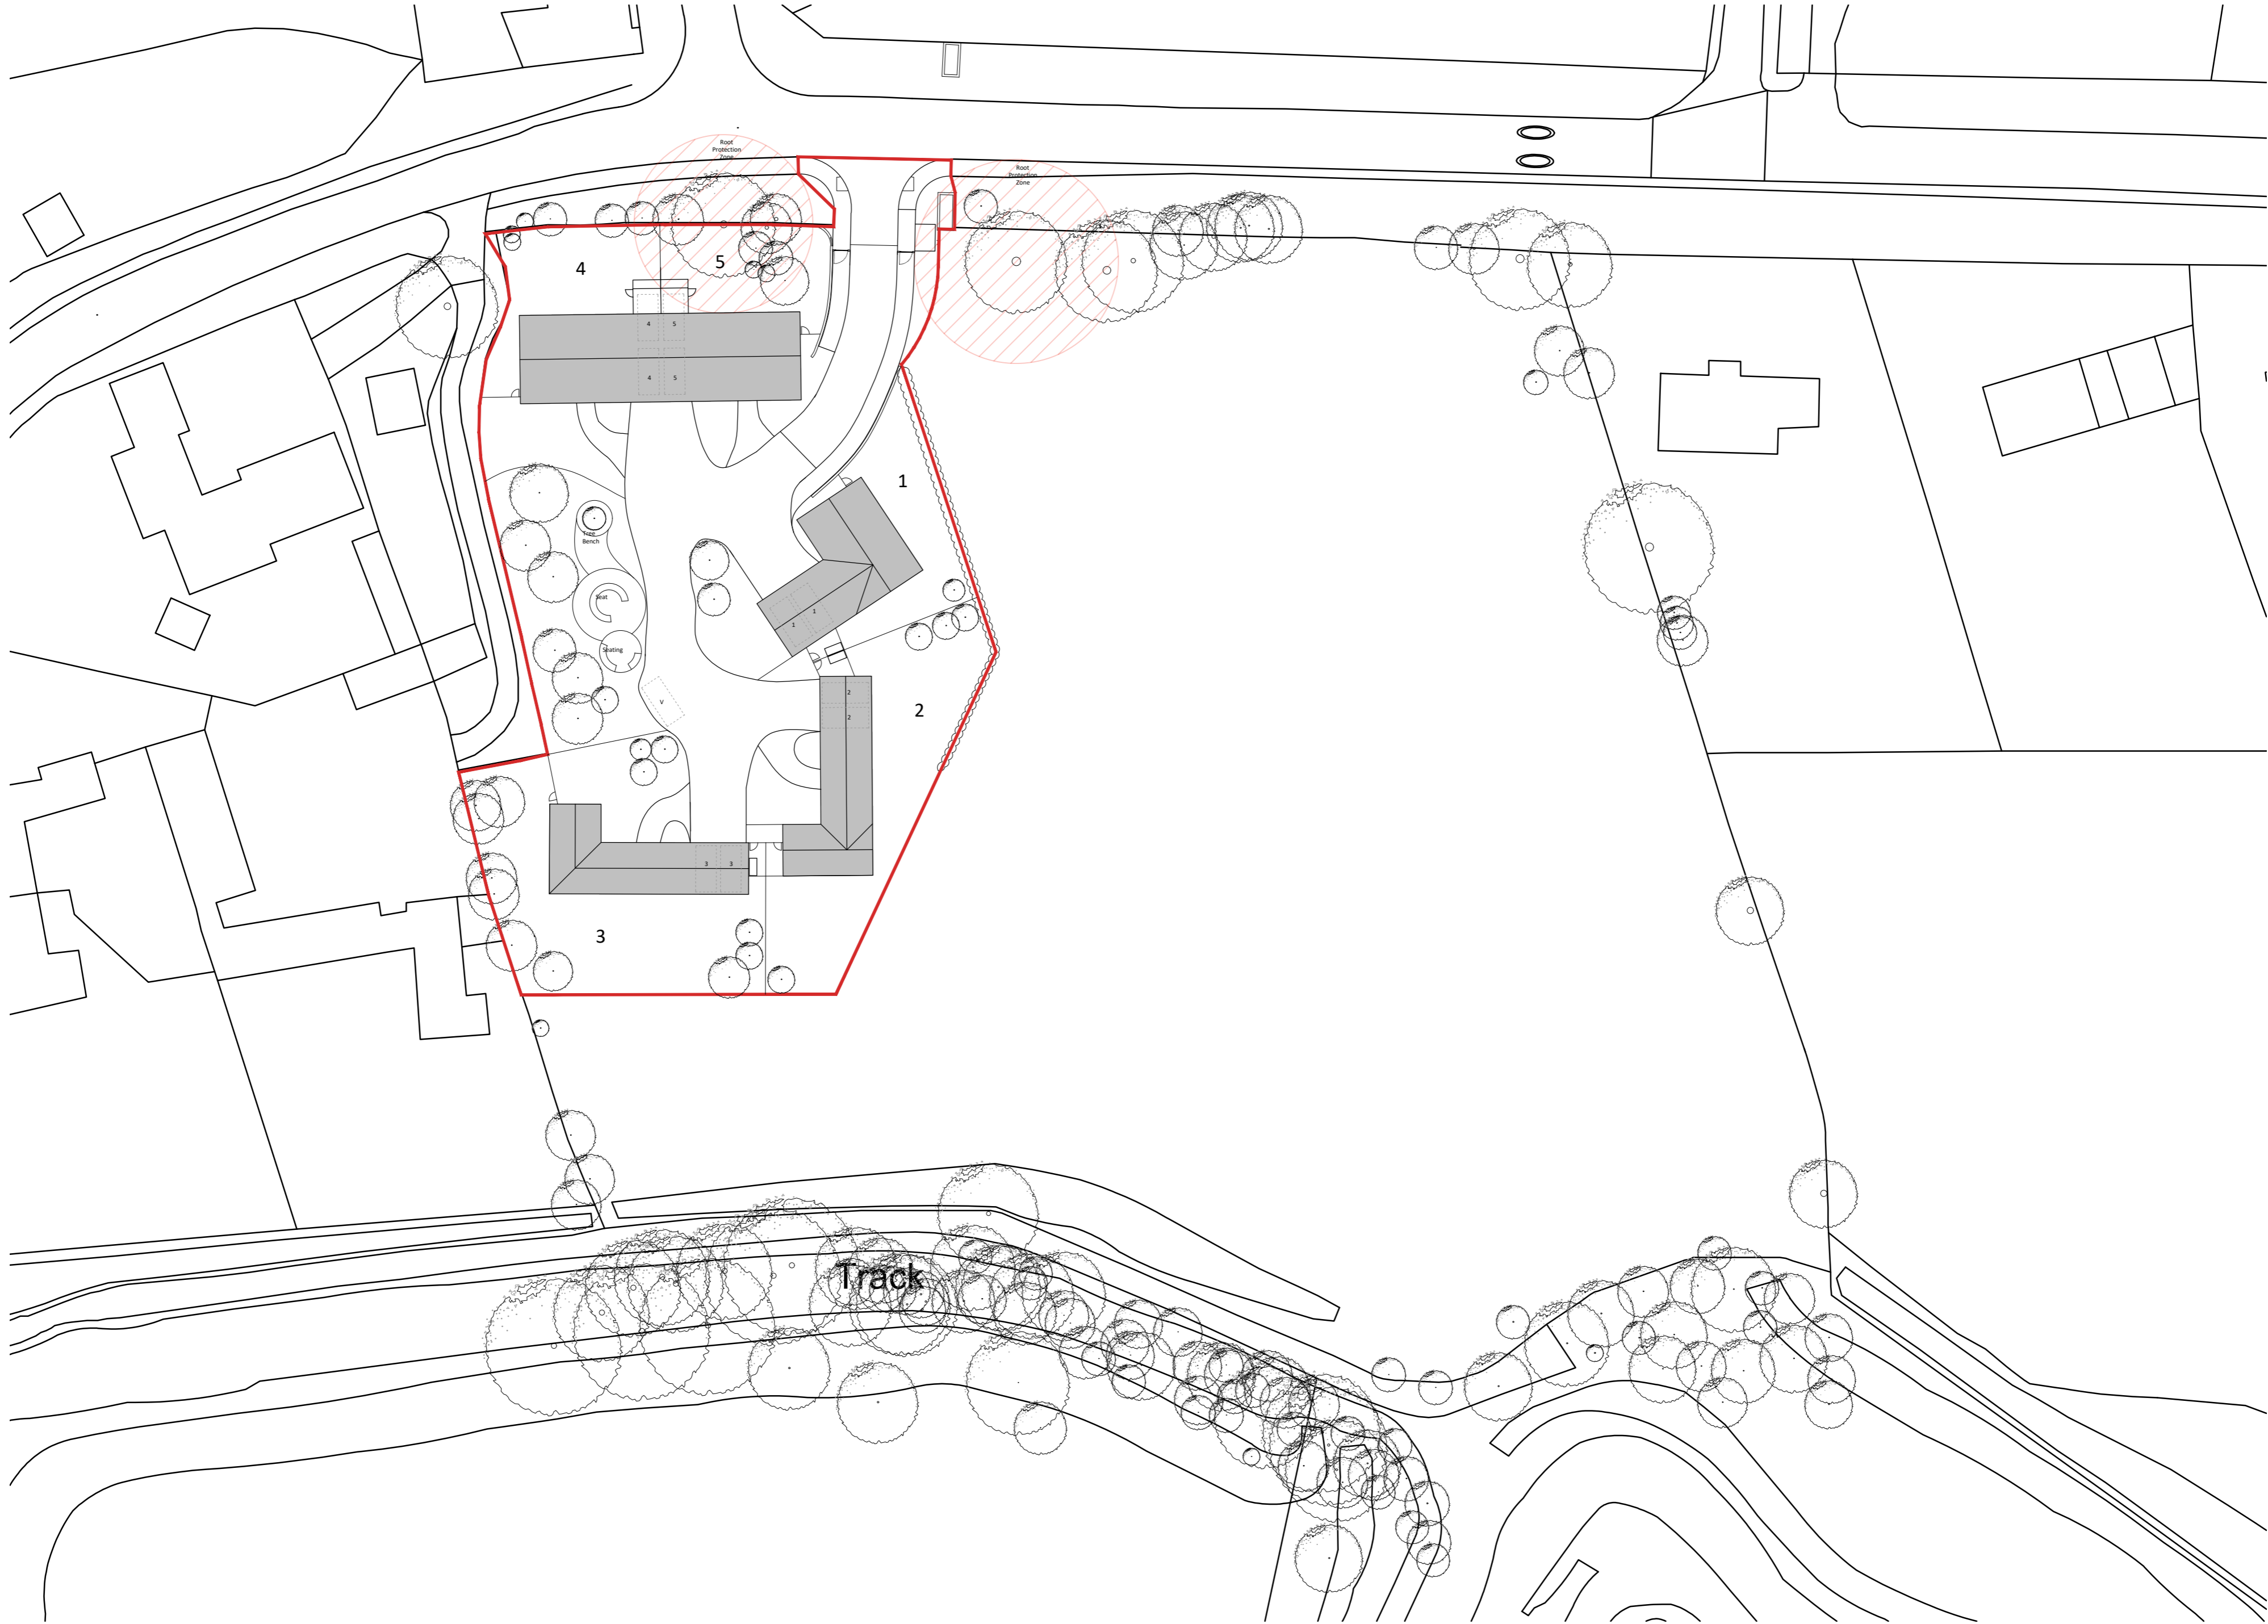 Root
Protection
Zone
Root
Protection
Zone
4
5
4
5
4
5
1
Tree
Bench
Seat
1
1
Seating
2
2
V
2
3
3
3
Track